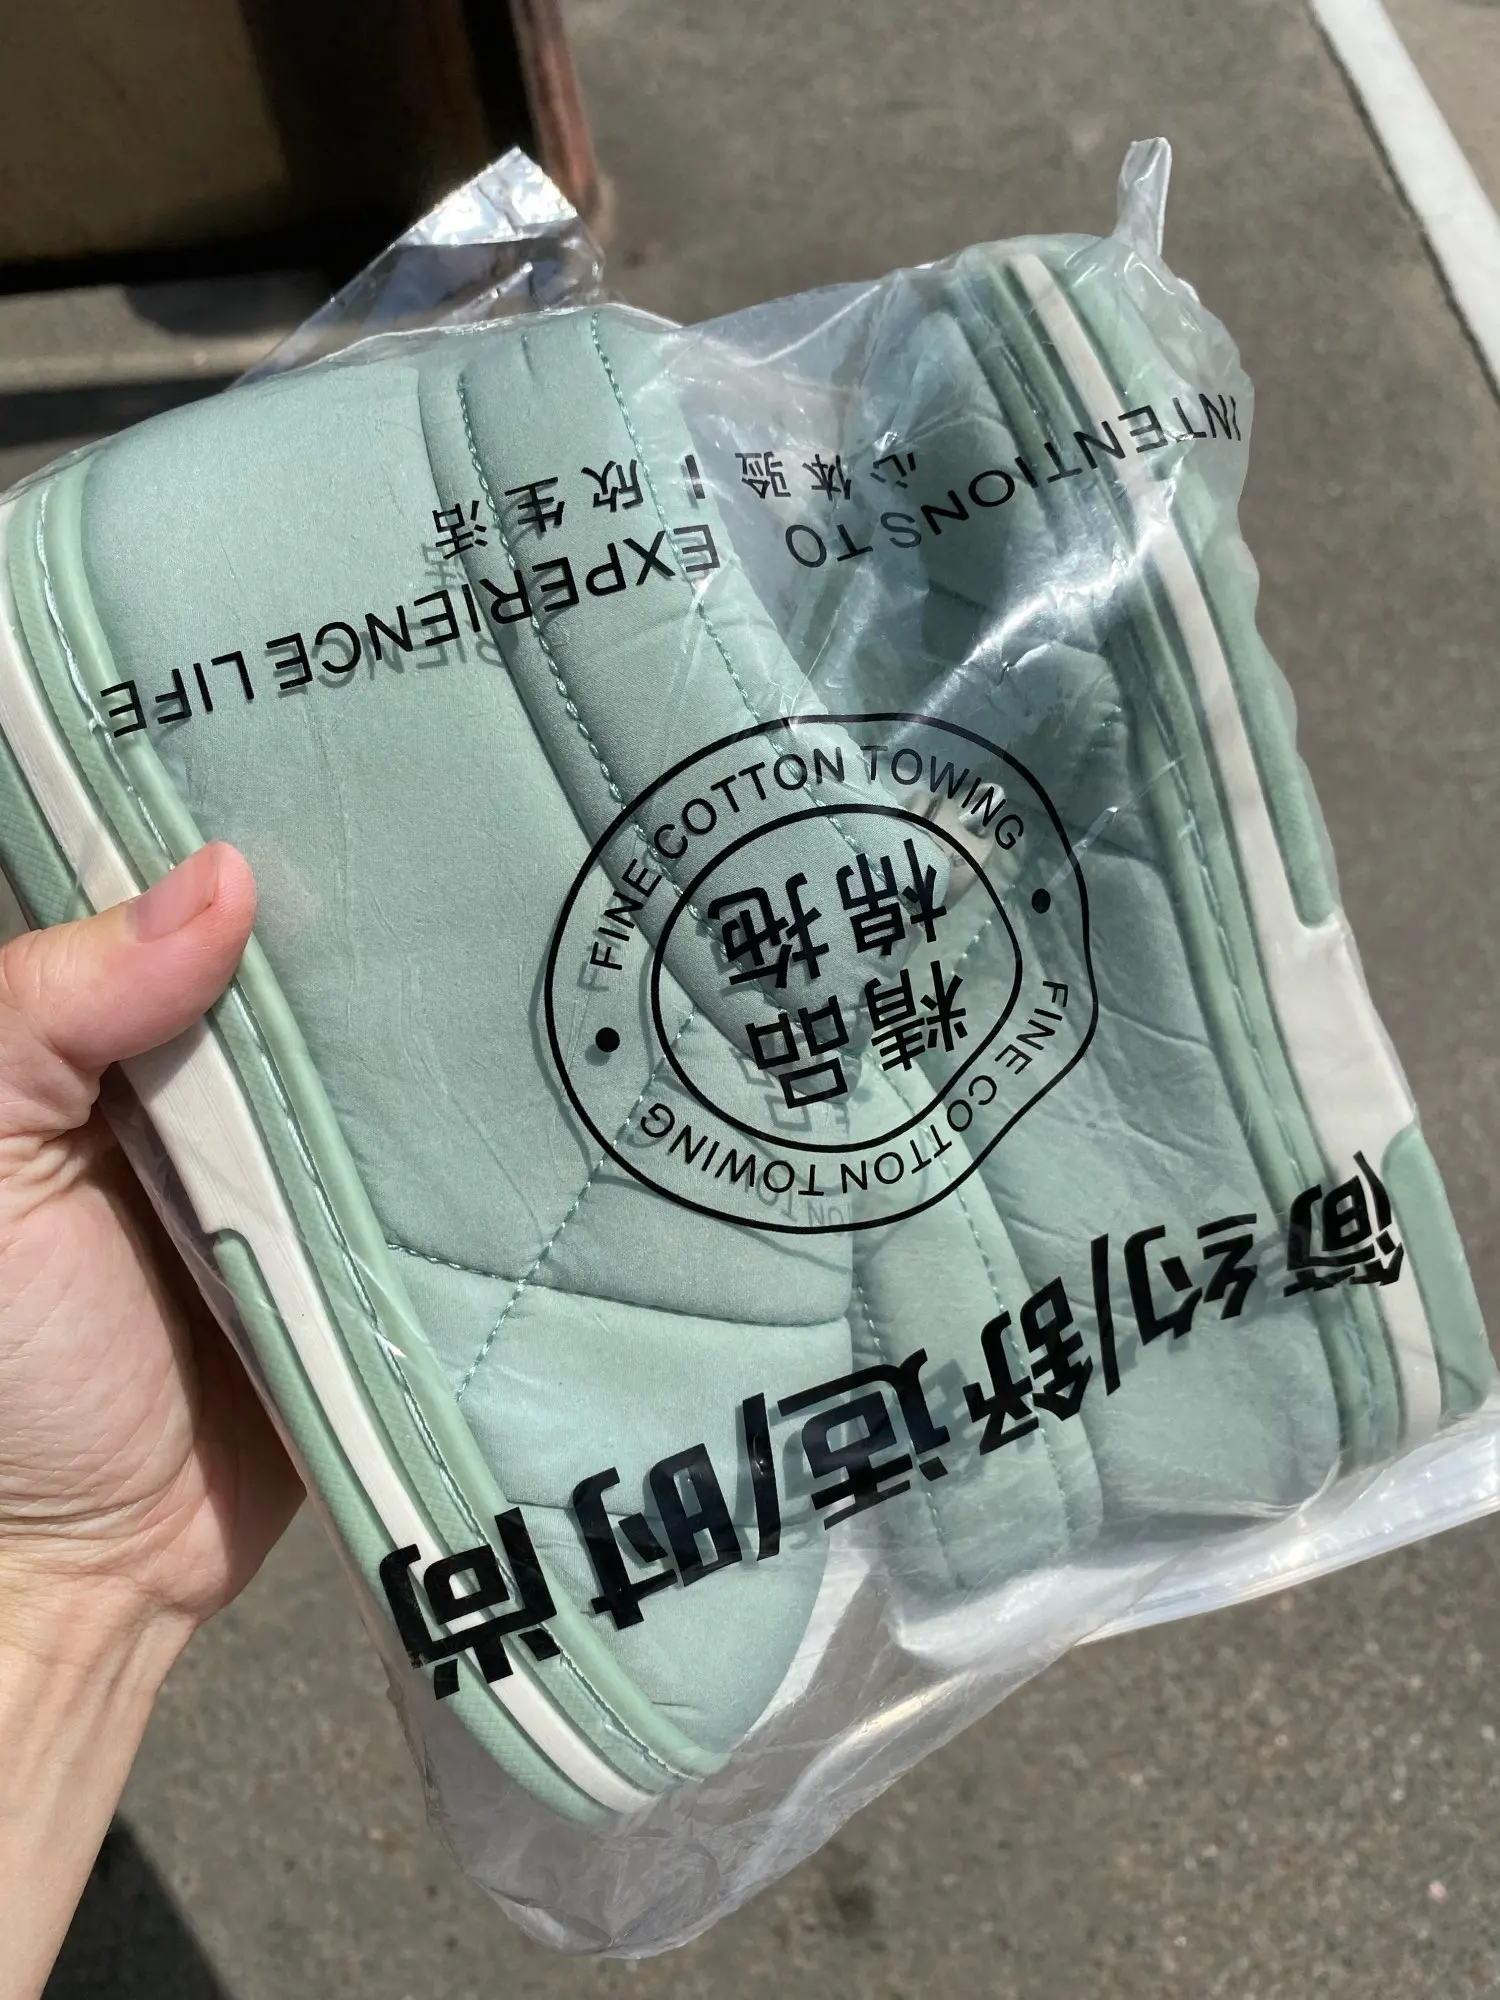 简约/舒适/时尚
FINE COTTON TOWING
精品
棉拖
FINE COTTON TOWING
INTENTIONS TO EXPERIENCE LIFE
心体验 | 欣生活